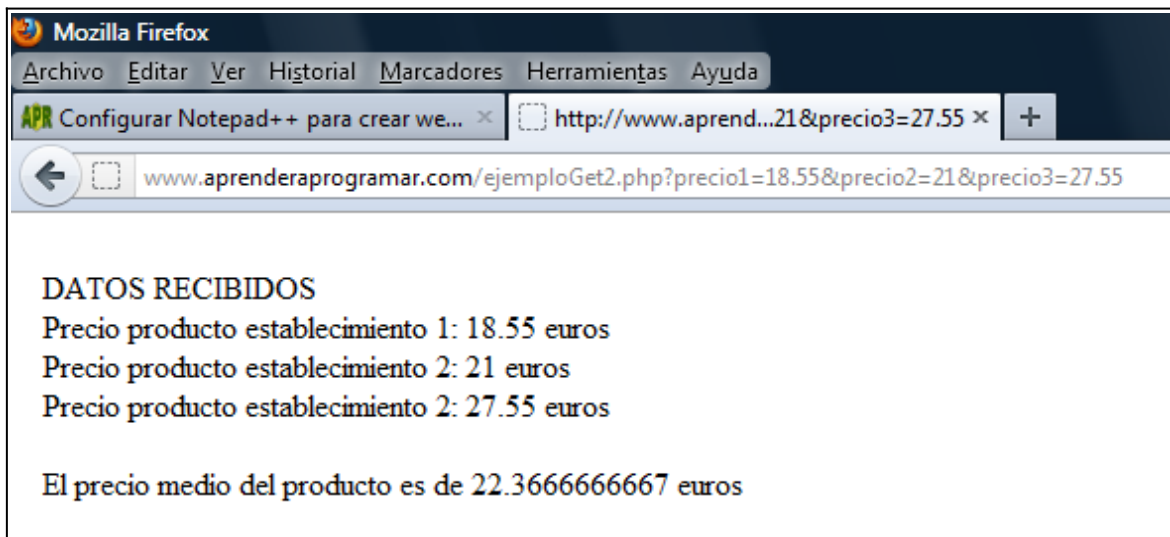 Mozilla Firefox
Archivo Editar Ver Historial Marcadores Herramientas Ayuda
APR Configurar Notepad++ para crear we... × http://www.aprend...21&precio3=27.55 × +
www.aprenderaprogramar.com/ejemploGet2.php?precio1=18.55&precio2=21&precio3=27.55
DATOS RECIBIDOS
Precio producto establecimiento 1: 18.55 euros
Precio producto establecimiento 2: 21 euros
Precio producto establecimiento 2: 27.55 euros
El precio medio del producto es de 22.3666666667 euros